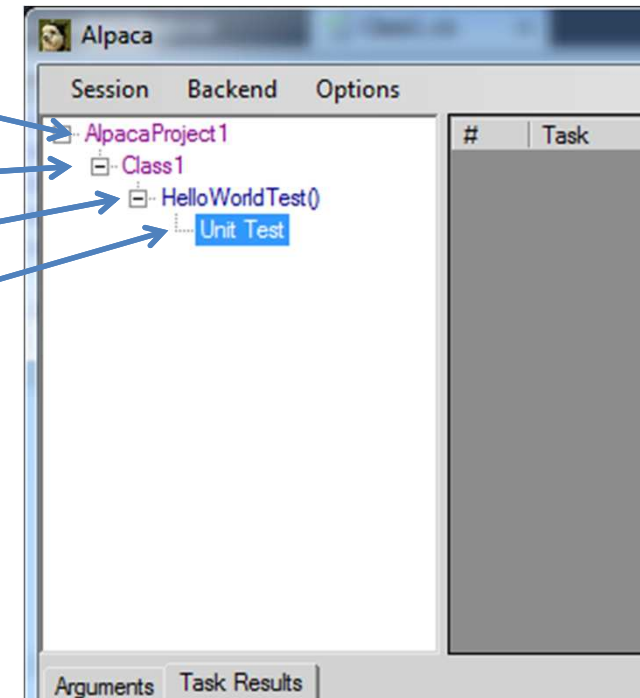 Alpaca
Session Backend Options
AlpacaProject1
Class1
HelloWorldTest()
Unit Test
# Task
Arguments Task Results